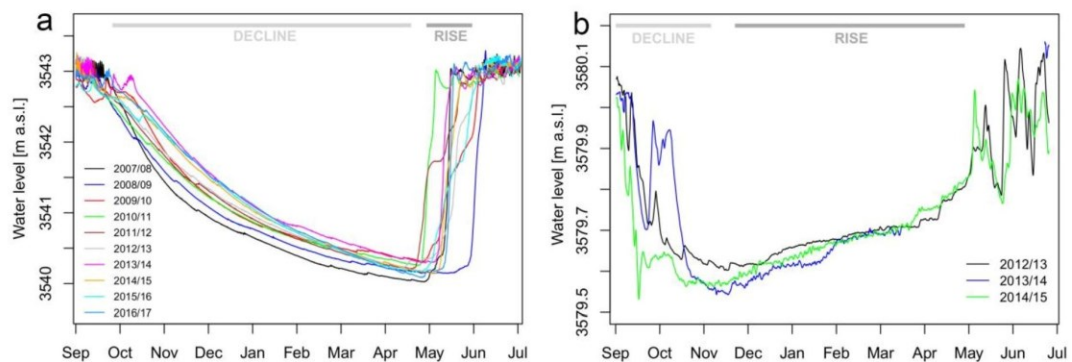 a
DECLINE
RISE
Water level [m a.s.l.]
3543
3542
3541
3540
2007/08
2008/09
2009/10
2010/11
2011/12
2012/13
2013/14
2014/15
2015/16
2016/17
Sep Oct Nov Dec Jan Feb Mar Apr May Jun Jul
b
DECLINE
RISE
Water level [m a.s.l.]
3580.1
3579.9
3579.7
3579.5
2012/13
2013/14
2014/15
Sep Oct Nov Dec Jan Feb Mar Apr May Jun Jul